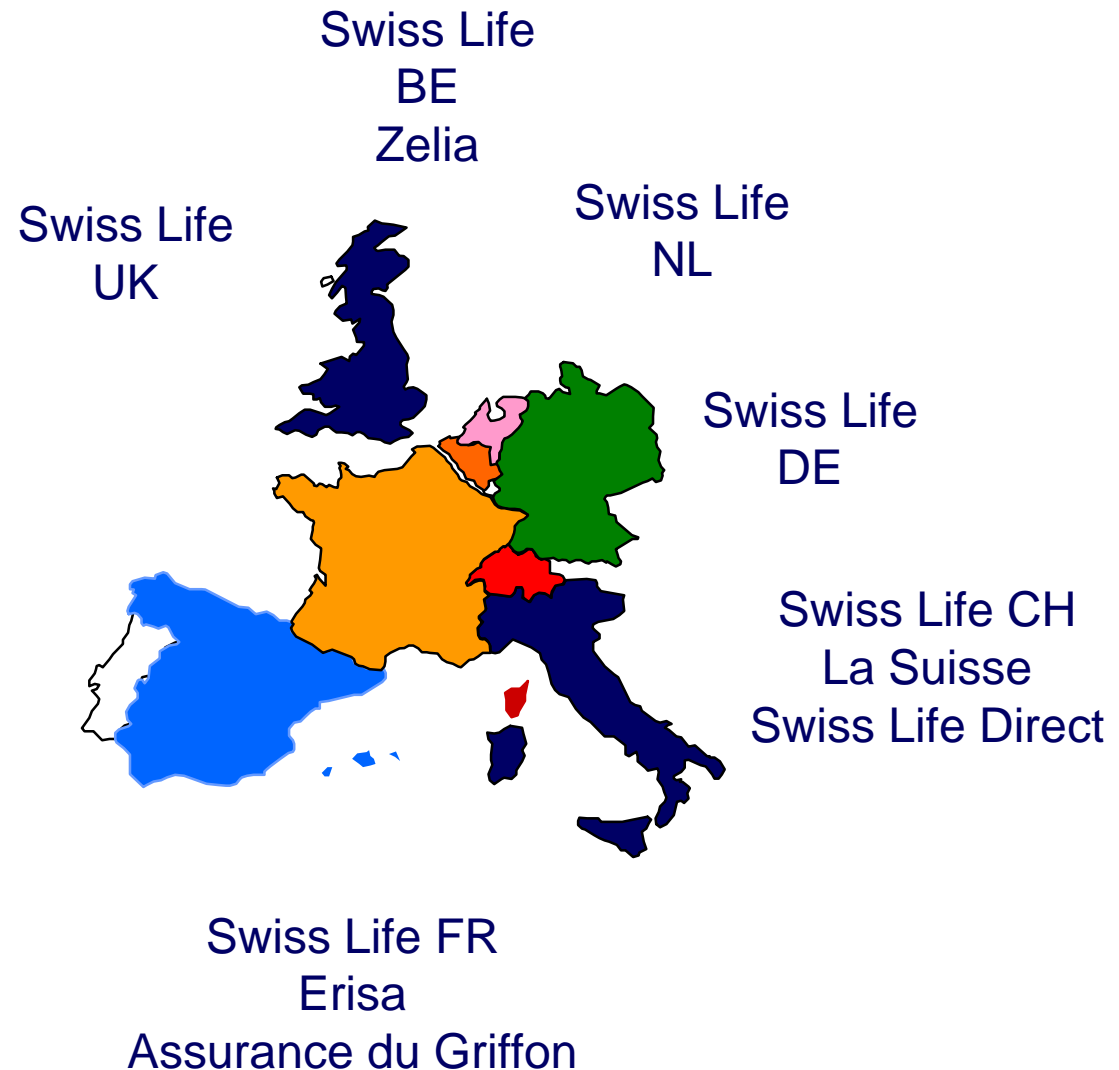 Swiss Life
BE
Zelia
Swiss Life
UK
Swiss Life
NL
Swiss Life
DE
Swiss Life CH
La Suisse
Swiss Life Direct
Swiss Life FR
Erisa
Assurance du Griffon